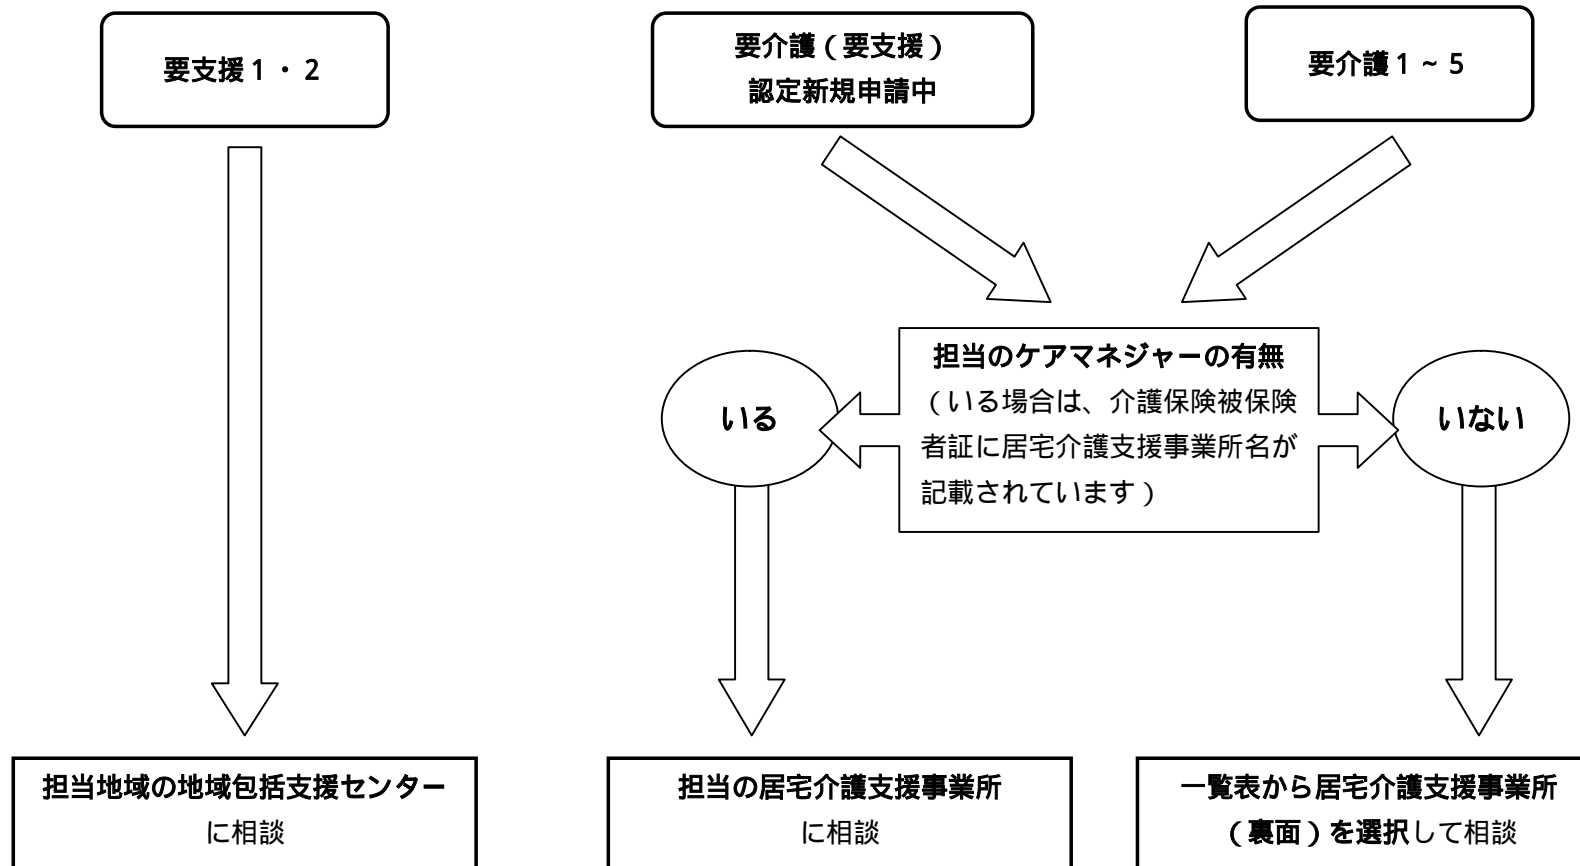 要支援1・2
要介護(要支援)
認定新規申請中
要介護1~5
担当のケアマネジャーの有無
(いる場合は、介護保険被保険
者証に居宅介護支援事業所名が
記載されています)
いる
いない
担当地域の地域包括支援センター
に相談
担当の居宅介護支援事業所
に相談
一覧表から居宅介護支援事業所
(裏面)を選択して相談